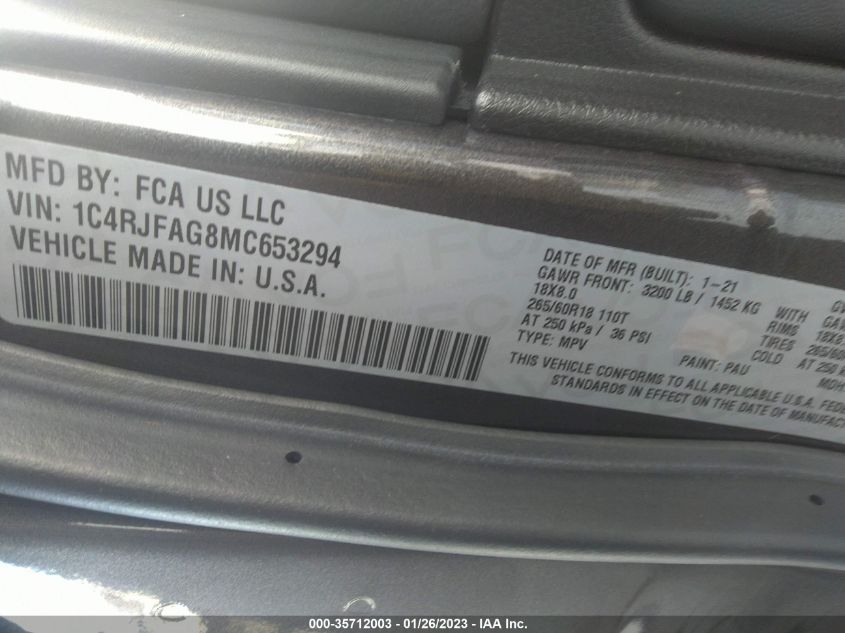 MFD BY: FCA US LLC
VIN: 1C4RJFAG8MC653294
VEHICLE MADE IN: U.S.A.
DATE OF MFR (BUILT): 1-21
GAWR FRONT: 3200 LB / 1452 KG WITH
18X8.0 RIMS
265/60R18 110T TIRES
AT 250 kPa / 36 PSI COLD
TYPE: MPV PAINT: PAU
THIS VEHICLE CONFORMS TO ALL APPLICABLE U.S.A.
STANDARDS IN EFFECT ON THE DATE OF
000-35712003 - 01/26/2023 - IAA Inc.